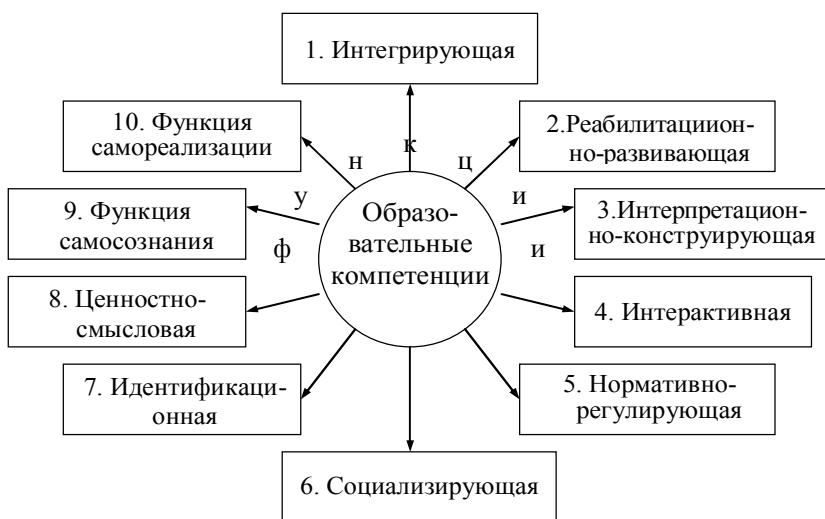 1. Интегрирующая
10. Функция
самореализации
2.Реабилитациион-
но-развивающая
ф у н к ц и и
9. Функция
самосознания
Образо-
вательные
компетенции
3.Интерпретацион-
но-конструирующая
8. Ценностно-
смысловая
4. Интерактивная
7. Идентификаци-
онная
5. Нормативно-
регулирующая
6. Социализирующая